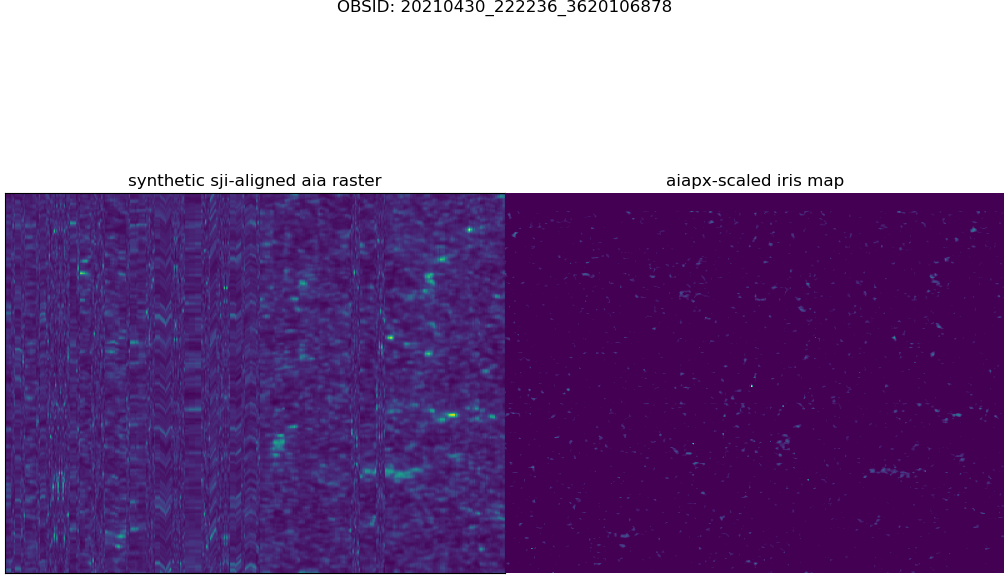 OBSID: 20210430_222236_3620106878
synthetic sji-aligned aia raster
aiapx-scaled iris map